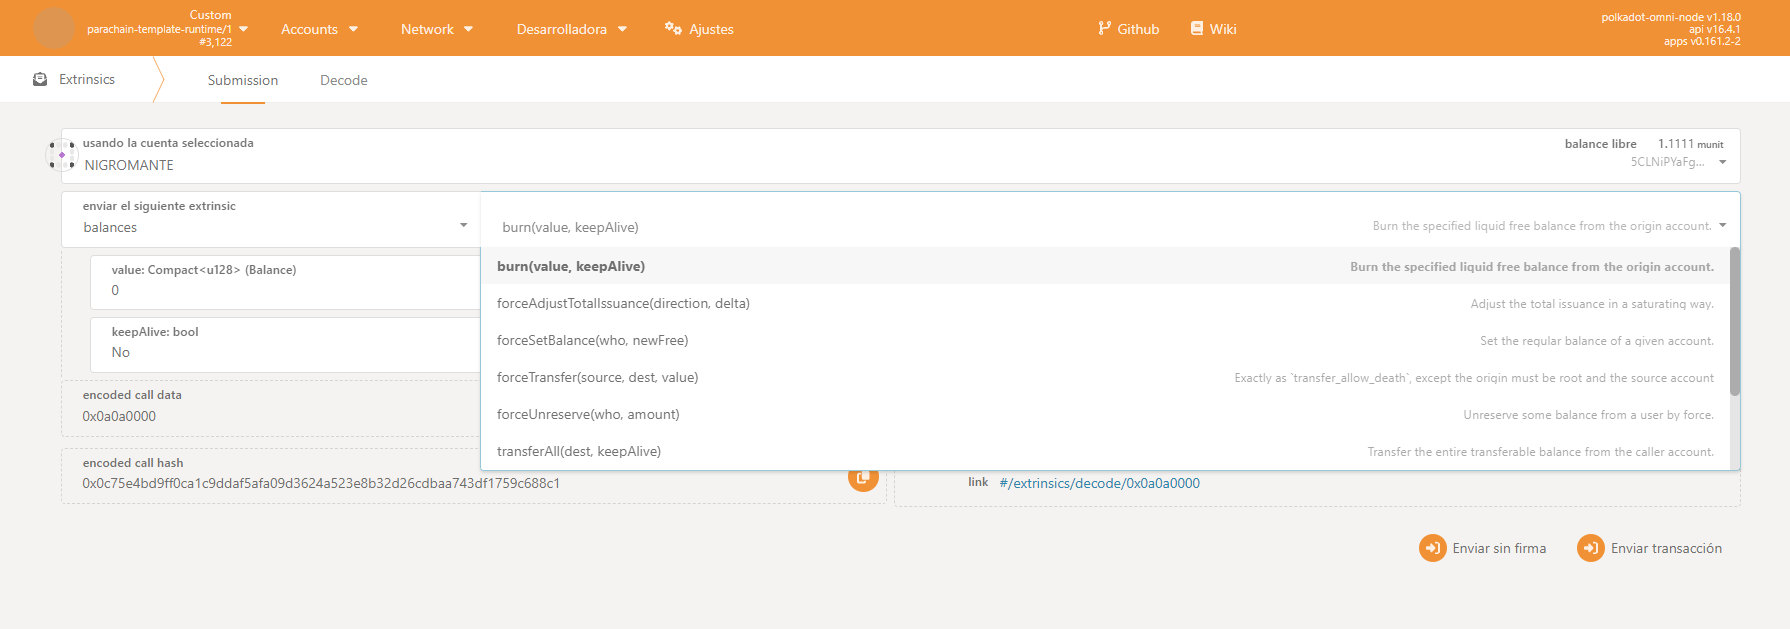 Custom
parachain-template-runtime/1
#3,122
Accounts
Network
Desarrolladora
Ajustes
Github
Wiki
polkadot-omni-node v1.18.0
api v16.4.1
apps v0.161.2-2
Extrinsics
Submission
Decode
usando la cuenta seleccionada
NIGROMANTE
balance libre 1.1111 munit
5CLNiPYaFg...
enviar el siguiente extrinsic
balances
burn(value, keepAlive) Burn the specified liquid free balance from the origin account.
burn(value, keepAlive) Burn the specified liquid free balance from the origin account.
forceAdjustTotalIssuance(direction, delta) Adjust the total issuance in a saturating way.
forceSetBalance(who, newFree) Set the regular balance of a given account.
forceTransfer(source, dest, value) Exactly as `transfer_allow_death`, except the origin must be root and the source account
forceUnreserve(who, amount) Unreserve some balance from a user by force.
transferAll(dest, keepAlive) Transfer the entire transferable balance from the caller account.
value: Compact<u128> (Balance)
0
keepAlive: bool
No
encoded call data
0x0a0a0000
encoded call hash
0x0c75e4bd9ff0ca1c9ddaf5afa09d3624a523e8b32d26cdbaa743df1759c688c1
link #/extrinsics/decode/0x0a0a0000
Enviar sin firma
Enviar transacción